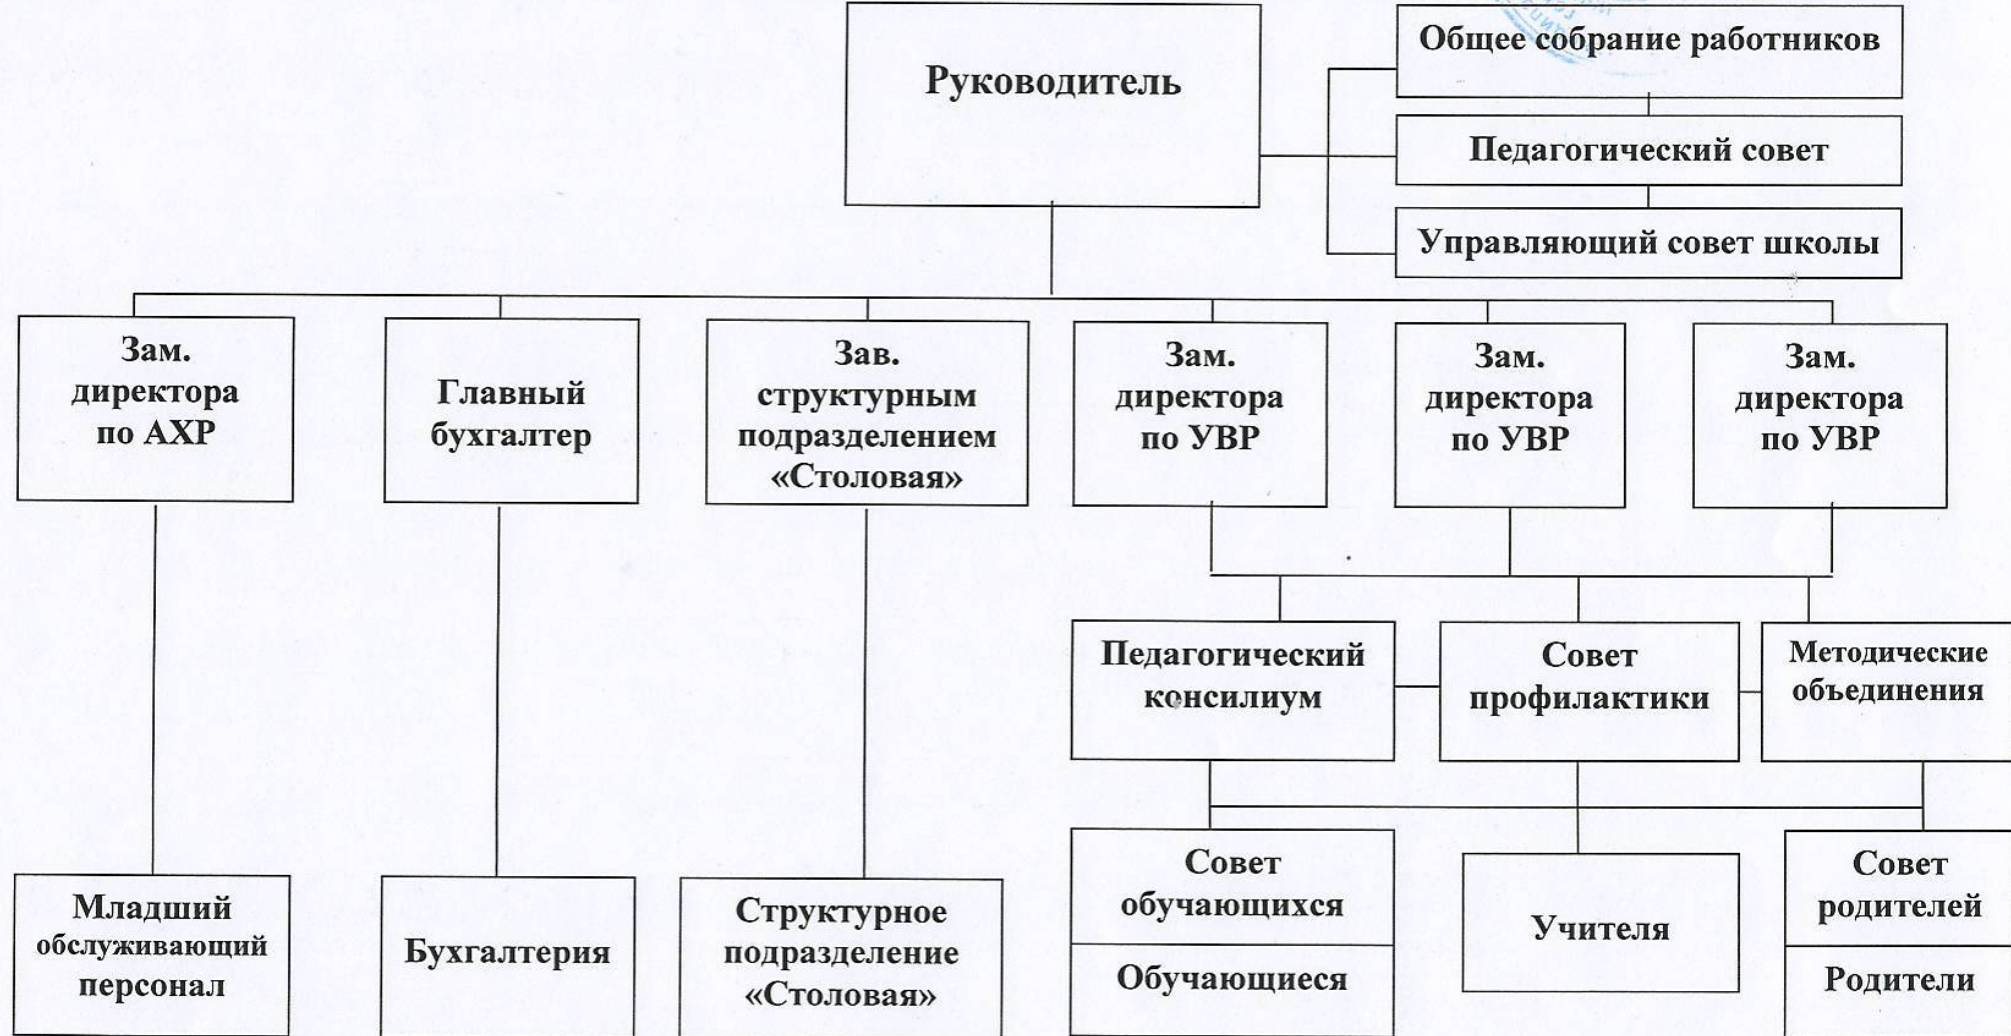 Руководитель
Общее собрание работников
Педагогический совет
Управляющий совет школы
Зам.
директора
по АХР
Главный
бухгалтер
Зав.
структурным
подразделением
«Столовая»
Зам.
директора
по УВР
Зам.
директора
по УВР
Зам.
директора
по УВР
Педагогический
консилиум
Совет
профилактики
Методические
объединения
Младший
обслуживающий
персонал
Бухгалтерия
Структурное
подразделение
«Столовая»
Совет
обучающихся
Обучающиеся
Учителя
Совет
родителей
Родители